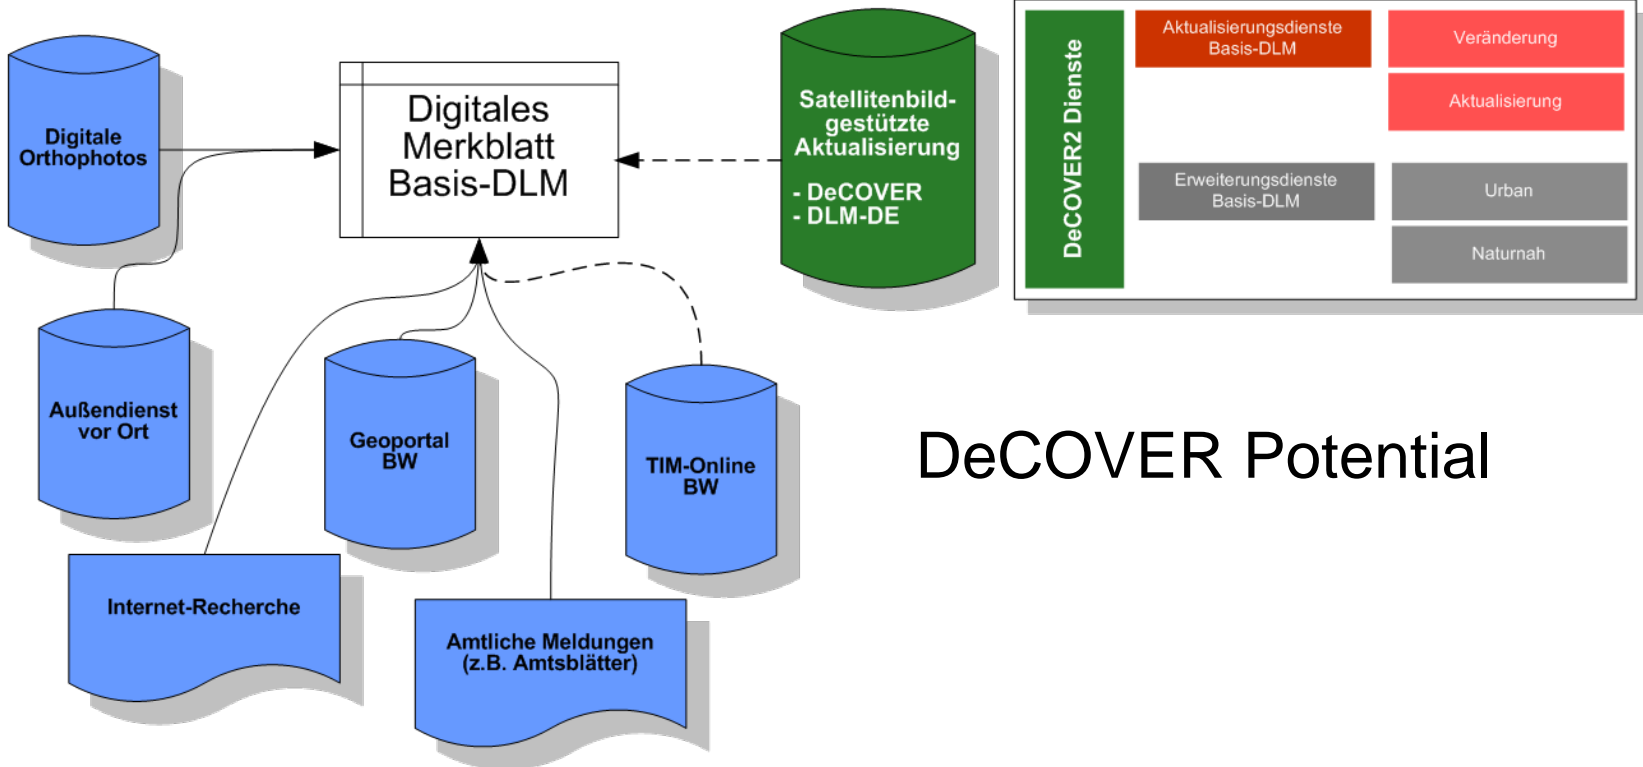 Digitale
Orthophotos
Digitales
Merkblatt
Basis-DLM
Satellitenbild-
gestützte
Aktualisierung
- DeCOVER
- DLM-DE
DeCOVER2 Dienste
Aktualisierungsdienste
Basis-DLM
Veränderung
Aktualisierung
Erweiterungsdienste
Basis-DLM
Urban
Naturnah
Außendienst
vor Ort
Geoportal
BW
TIM-Online
BW
DeCOVER Potential
Internet-Recherche
Amtliche Meldungen
(z.B. Amtsblätter)